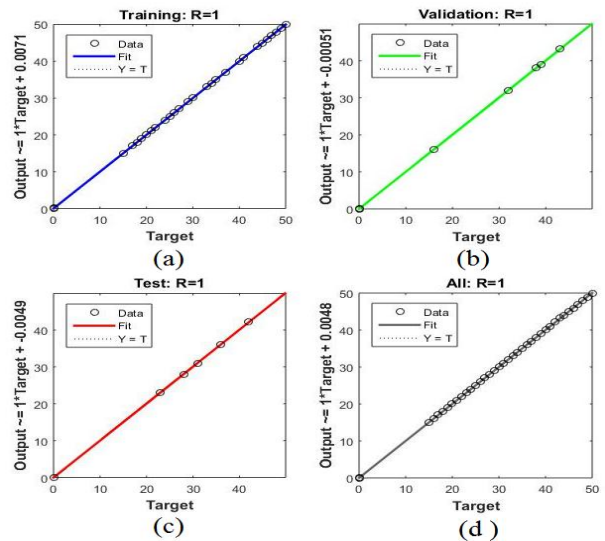 Training: R=1
Output ~= 1*Target + 0.0071
50
40
30
20
10
0
Data
Fit
Y = T
0
10
20
30
40
50
Target
(a)
Validation: R=1
Output ~= 1*Target + -0.00051
50
40
30
20
10
0
Data
Fit
Y = T
0
20
40
Target
(b)
Test: R=1
Output ~= 1*Target + -0.0049
40
30
20
10
0
Data
Fit
Y = T
0
20
40
Target
(c)
All: R=1
Output ~= 1*Target + 0.0048
50
40
30
20
10
0
Data
Fit
Y = T
0
10
20
30
40
50
Target
(d )